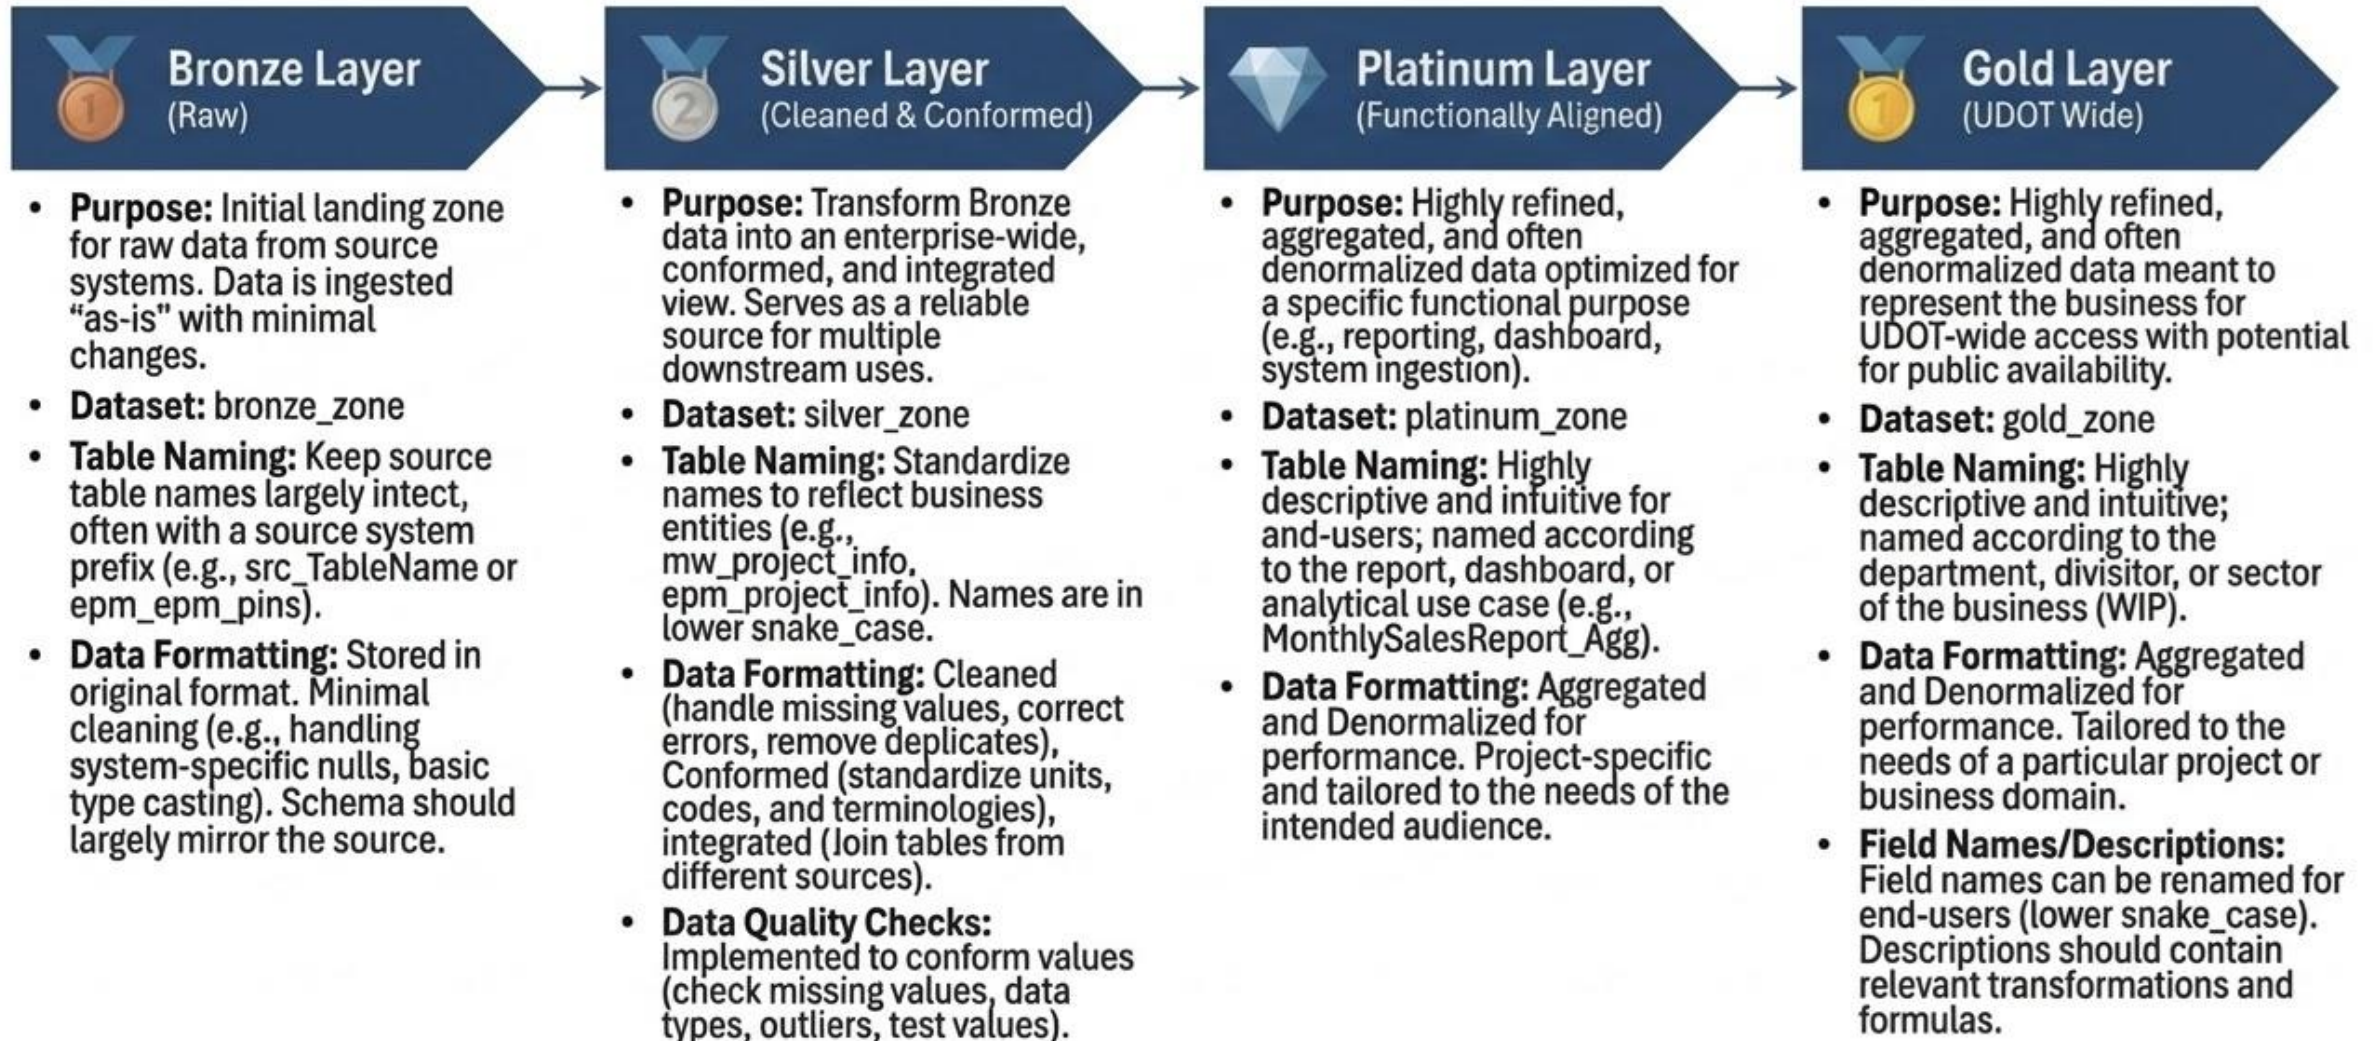 Bronze Layer
(Raw)
1
• Purpose: Initial landing zone
for raw data from source
systems. Data is ingested
“as-is" with minimal
changes.
• Dataset: bronze_zone
• Table Naming: Keep source
table names largely intect,
often with a source system
prefix (e.g., src_TableName or
epm_epm_pins).
• Data Formatting: Stored in
original format. Minimal
cleaning (e.g., handling
system-specific nulls, basic
type casting). Schema should
largely mirror the source.
Silver Layer
(Cleaned & Conformed)
2
• Purpose: Transform Bronze
data into an enterprise-wide,
conformed, and integrated
view. Serves as a reliable
source for multiple
downstream uses.
• Dataset: silver_zone
• Table Naming: Standardize
names to reflect business
entities (e.g.,
mw_project_info,
epm_project_info). Names are in
lower snake_case.
• Data Formatting: Cleaned
(handle missing values, correct
errors, remove deplicates),
Conformed (standardize units,
codes, and terminologies),
integrated (Join tables from
different sources).
• Data Quality Checks:
Implemented to conform values
(check missing values, data
types, outliers, test values).
Platinum Layer
(Functionally Aligned)
• Purpose: Highly refined,
aggregated, and often
denormalized data optimized for
a specific functional purpose
(e.g., reporting, dashboard,
system ingestion).
• Dataset: platinum_zone
• Table Naming: Highly
descriptive and intuitive for
and-users; named according
to the report, dashboard, or
analytical use case (e.g.,
MonthlySalesReport_Agg).
• Data Formatting: Aggregated
and Denormalized for
performance. Project-specific
and tailored to the needs of the
intended audience.
Gold Layer
(UDOT Wide)
1
• Purpose: Highly refined,
aggregated, and often
denormalized data meant to
represent the business for
UDOT-wide access with potential
for public availability.
• Dataset: gold_zone
• Table Naming: Highly
descriptive and intuitive;
named according to the
department, divisitor, or sector
of the business (WIP).
• Data Formatting: Aggregated
and Denormalized for
performance. Tailored to the
needs of a particular project or
business domain.
• Field Names/Descriptions:
Field names can be renamed for
end-users (lower snake_case).
Descriptions should contain
relevant transformations and
formulas.